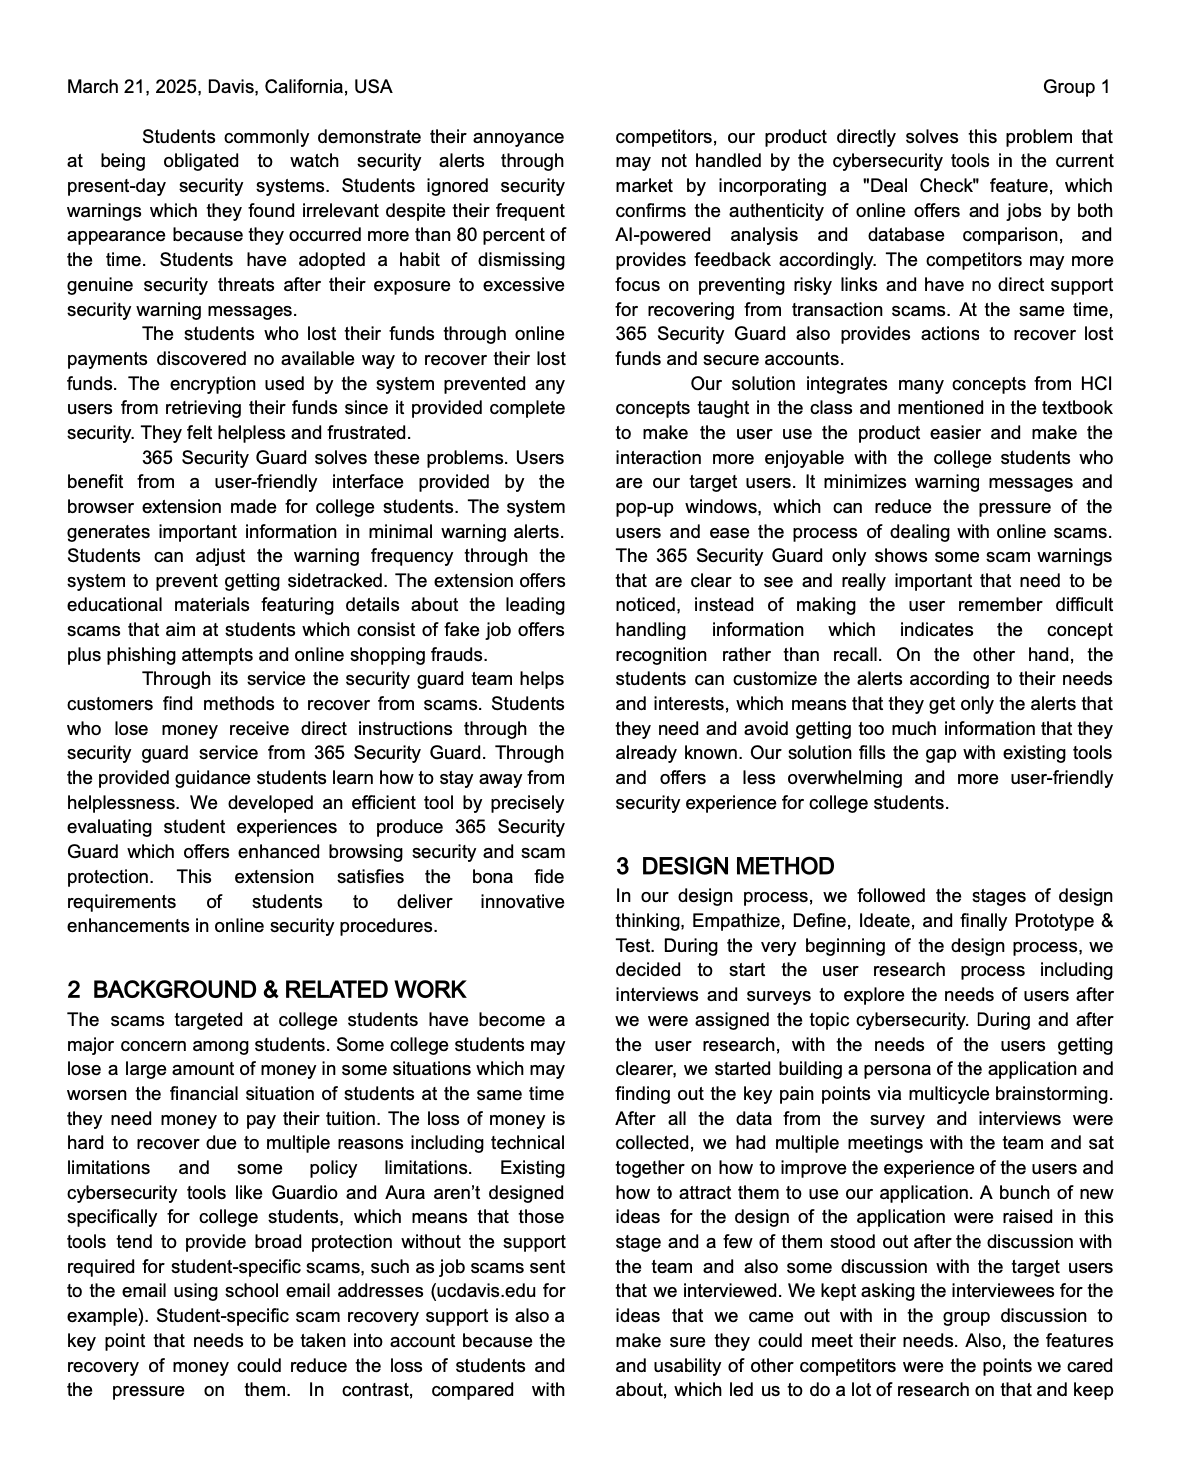 March 21, 2025, Davis, California, USA
Group 1
Students commonly demonstrate their annoyance
at being obligated to watch security alerts through
present-day security systems. Students ignored security
warnings which they found irrelevant despite their frequent
appearance because they occurred more than 80 percent of
the time. Students have adopted a habit of dismissing
genuine security threats after their exposure to excessive
security warning messages.
The students who lost their funds through online
payments discovered no available way to recover their lost
funds. The encryption used by the system prevented any
users from retrieving their funds since it provided complete
security. They felt helpless and frustrated.
365 Security Guard solves these problems. Users
benefit from a user-friendly interface provided by the
browser extension made for college students. The system
generates important information in minimal warning alerts.
Students can adjust the warning frequency through the
system to prevent getting sidetracked. The extension offers
educational materials featuring details about the leading
scams that aim at students which consist of fake job offers
plus phishing attempts and online shopping frauds.
Through its service the security guard team helps
customers find methods to recover from scams. Students
who lose money receive direct instructions through the
security guard service from 365 Security Guard. Through
the provided guidance students learn how to stay away from
helplessness. We developed an efficient tool by precisely
evaluating student experiences to produce 365 Security
Guard which offers enhanced browsing security and scam
protection. This extension satisfies the bona fide
requirements of students to deliver innovative
enhancements in online security procedures.
2 BACKGROUND & RELATED WORK
The scams targeted at college students have become a
major concern among students. Some college students may
lose a large amount of money in some situations which may
worsen the financial situation of students at the same time
they need money to pay their tuition. The loss of money is
hard to recover due to multiple reasons including technical
limitations and some policy limitations. Existing
cybersecurity tools like Guardio and Aura aren't designed
specifically for college students, which means that those
tools tend to provide broad protection without the support
required for student-specific scams, such as job scams sent
to the email using school email addresses (ucdavis.edu for
example). Student-specific scam recovery support is also a
key point that needs to be taken into account because the
recovery of money could reduce the loss of students and
the pressure on them. In contrast, compared with
competitors, our product directly solves this problem that
may not handled by the cybersecurity tools in the current
market by incorporating a "Deal Check" feature, which
confirms the authenticity of online offers and jobs by both
AI-powered analysis and database comparison, and
provides feedback accordingly. The competitors may more
focus on preventing risky links and have no direct support
for recovering from transaction scams. At the same time,
365 Security Guard also provides actions to recover lost
funds and secure accounts.
Our solution integrates many concepts from HCI
concepts taught in the class and mentioned in the textbook
to make the user use the product easier and make the
interaction more enjoyable with the college students who
are our target users. It minimizes warning messages and
pop-up windows, which can reduce the pressure of the
users and ease the process of dealing with online scams.
The 365 Security Guard only shows some scam warnings
that are clear to see and really important that need to be
noticed, instead of making the user remember difficult
handling information which indicates the concept
recognition rather than recall. On the other hand, the
students can customize the alerts according to their needs
and interests, which means that they get only the alerts that
they need and avoid getting too much information that they
already known. Our solution fills the gap with existing tools
and offers a less overwhelming and more user-friendly
security experience for college students.
3 DESIGN METHOD
In our design process, we followed the stages of design
thinking, Empathize, Define, Ideate, and finally Prototype &
Test. During the very beginning of the design process, we
decided to start the user research process including
interviews and surveys to explore the needs of users after
we were assigned the topic cybersecurity. During and after
the user research, with the needs of the users getting
clearer, we started building a persona of the application and
finding out the key pain points via multicycle brainstorming.
After all the data from the survey and interviews were
collected, we had multiple meetings with the team and sat
together on how to improve the experience of the users and
how to attract them to use our application. A bunch of new
ideas for the design of the application were raised in this
stage and a few of them stood out after the discussion with
the team and also some discussion with the target users
that we interviewed. We kept asking the interviewees for the
ideas that we came out with in the group discussion to
make sure they could meet their needs. Also, the features
and usability of other competitors were the points we cared
about, which led us to do a lot of research on that and keep